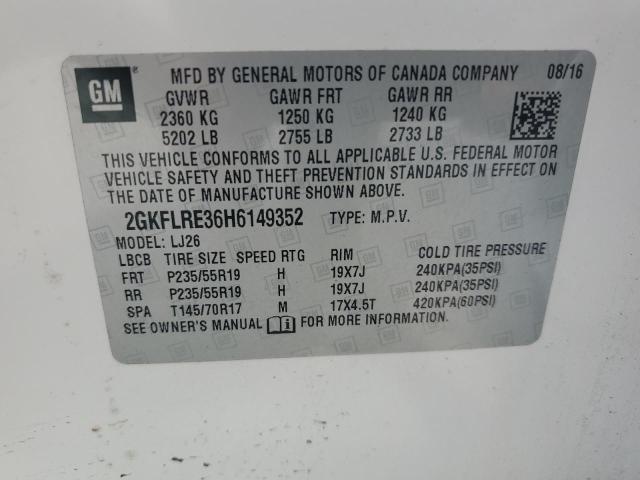 GM ® MFD BY GENERAL MOTORS OF CANADA COMPANY 08/16
GVWR GAWR FRT GAWR RR
2360 KG 1250 KG 1240 KG
5202 LB 2755 LB 2733 LB
THIS VEHICLE CONFORMS TO ALL APPLICABLE U.S. FEDERAL MOTOR
VEHICLE SAFETY AND THEFT PREVENTION STANDARDS IN EFFECT ON
THE DATE OF MANUFACTURE SHOWN ABOVE.
2GKFLRE36H6149352 TYPE: M.P.V.
MODEL: LJ26
LBCB TIRE SIZE SPEED RTG RIM COLD TIRE PRESSURE
FRT P235/55R19 H 19X7J 240KPA(35PSI)
RR P235/55R19 H 19X7J 240KPA(35PSI)
SPA T145/70R17 M 17X4.5T 420KPA(60PSI)
SEE OWNER'S MANUAL FOR MORE INFORMATION.